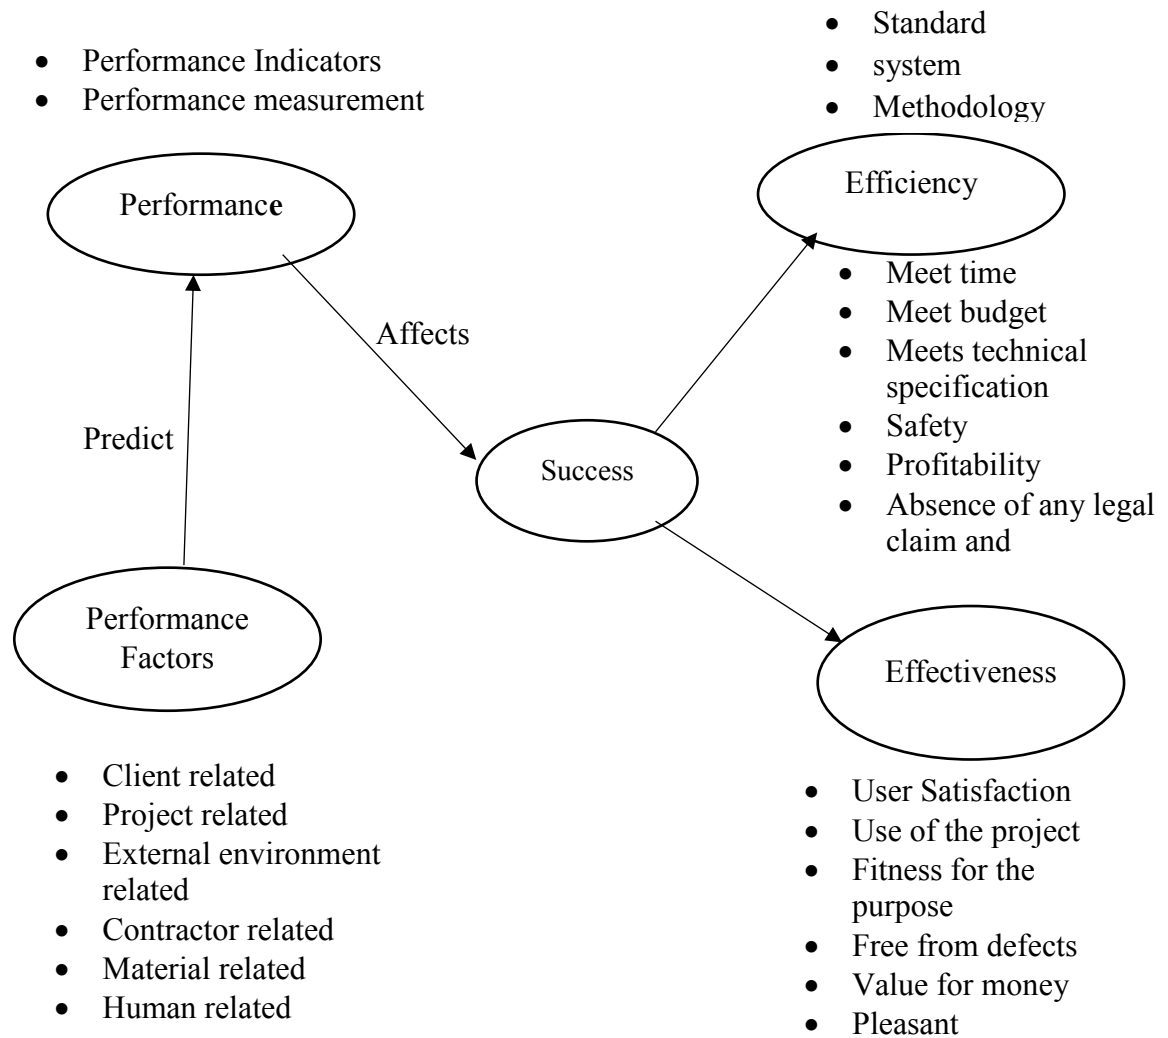 • Performance Indicators
• Performance measurement
Performance
Affects
Predict
Performance
Factors
• Client related
• Project related
• External environment
related
• Contractor related
• Material related
• Human related
Success
• Standard
• system
• Methodology
Efficiency
• Meet time
• Meet budget
• Meets technical
specification
• Safety
• Profitability
• Absence of any legal
claim and
Effectiveness
• User Satisfaction
• Use of the project
• Fitness for the
purpose
• Free from defects
• Value for money
• Pleasant